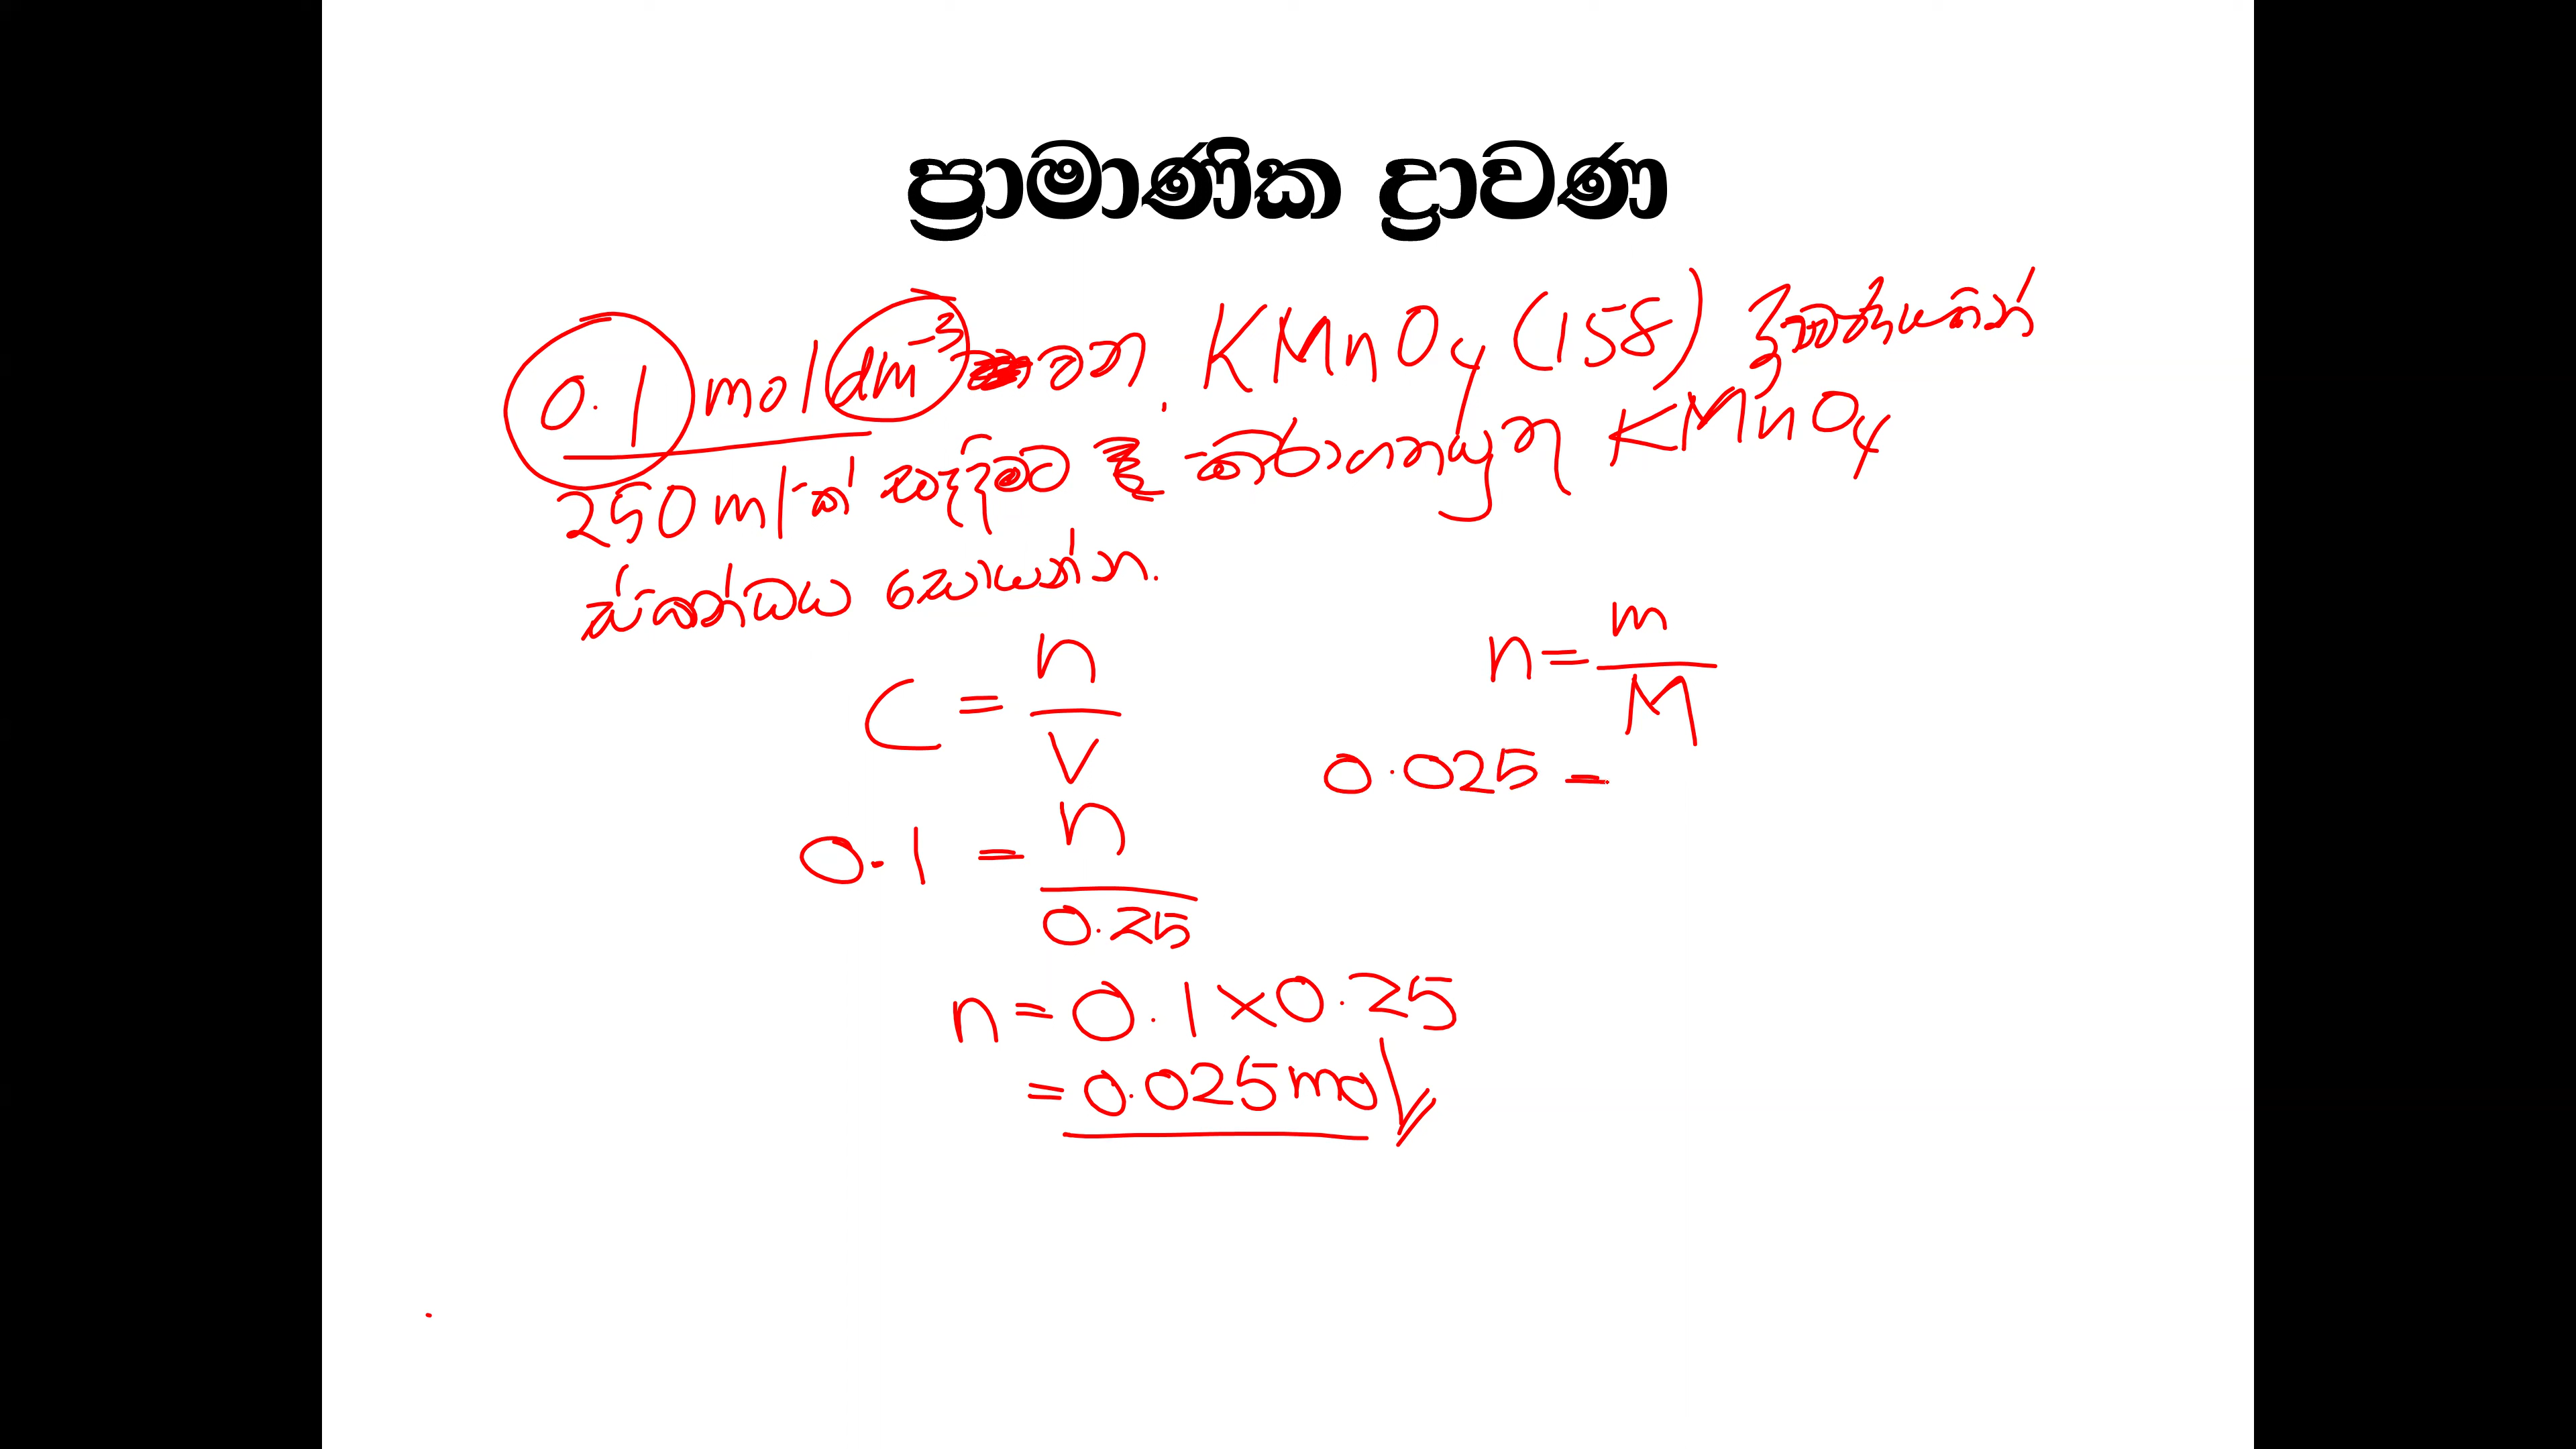 ප්‍රාමාණික ද්‍රාවණ
0.1 mol dm⁻³ වන KMnO₄ (158) ද්‍රාවණයකින්
250 ml ක් සෑදීමට කිරාගතයුතු KMnO₄
ස්කන්ධය සොයන්න.
C = n/V
0.1 = n/0.25
n = 0.1 × 0.25
= 0.025 mol
n = m/M
0.025 =